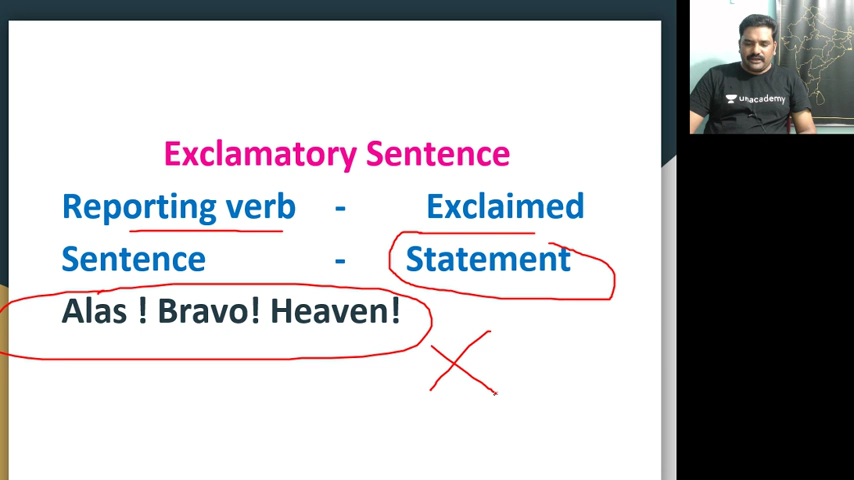 Exclamatory Sentence
Reporting verb - Exclaimed
Sentence - Statement
Alas ! Bravo! Heaven!
unacademy